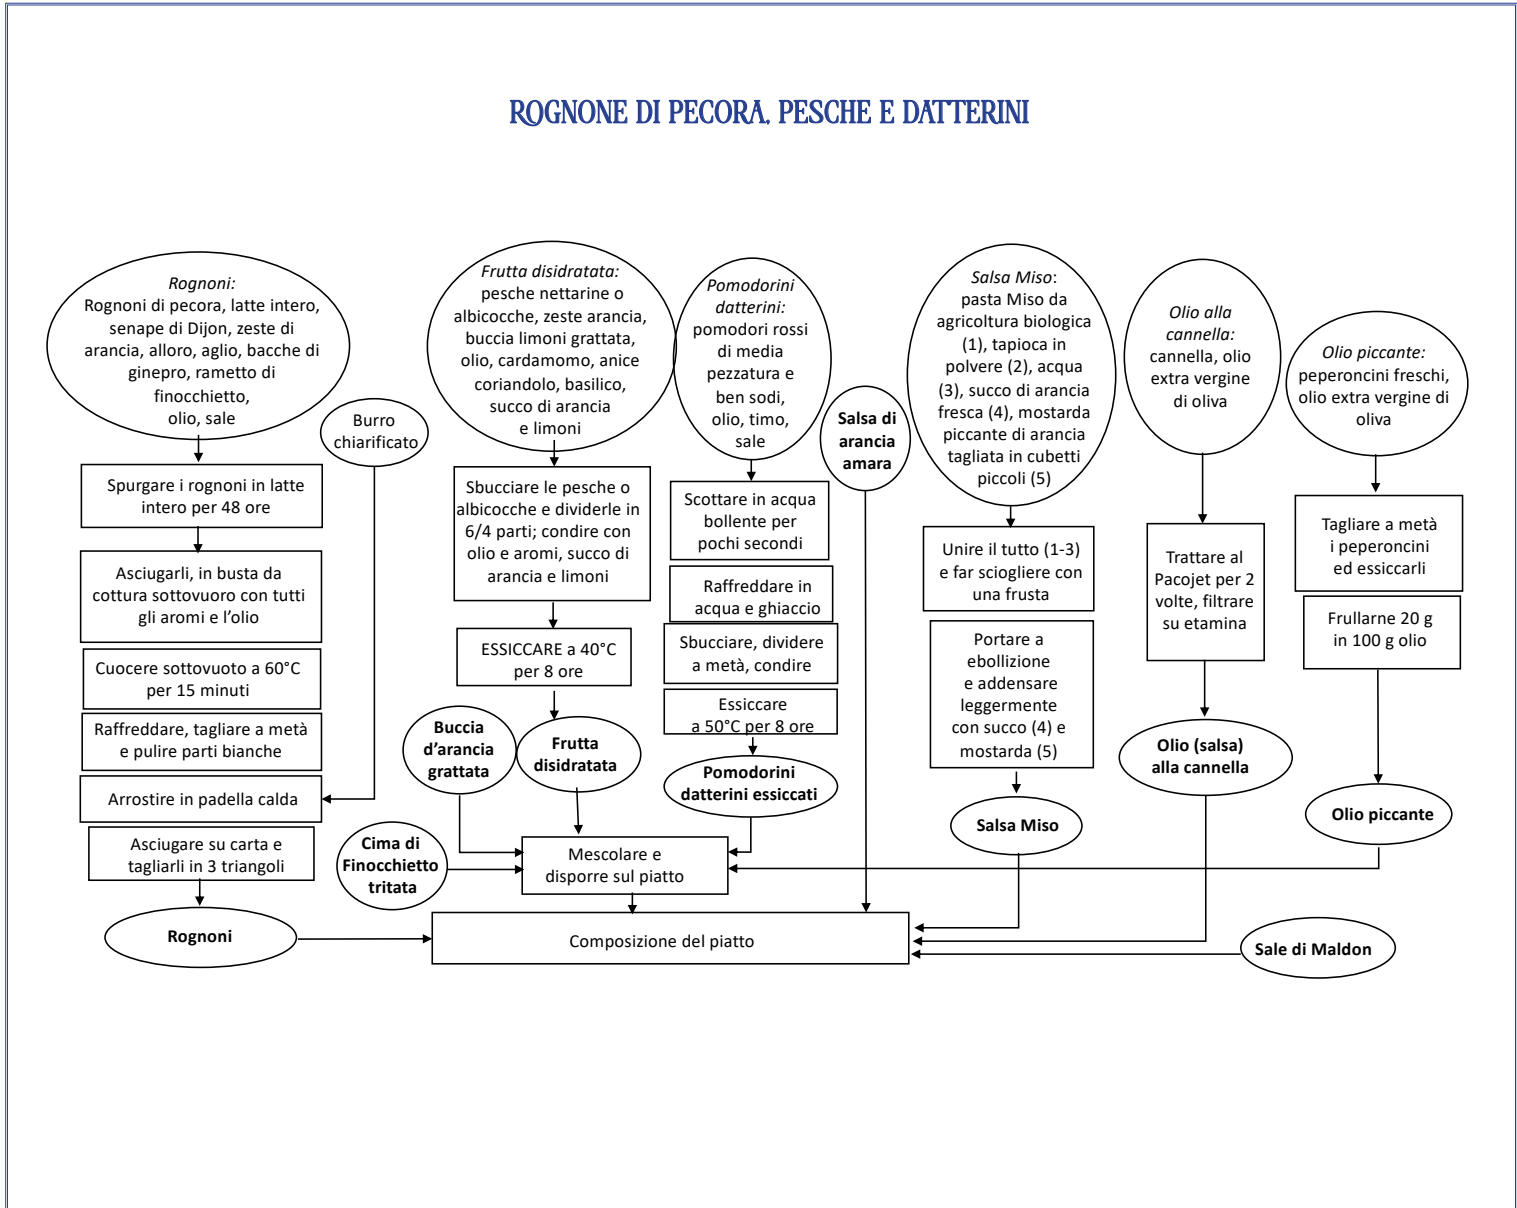 ROGNONE DI PECORA, PESCHE E DATTERINI
Rognoni:
Rognoni di pecora, latte intero,
senape di Dijon, zeste di
arancia, alloro, aglio, bacche di
ginepro, rametto di
finocchietto,
olio, sale
Burro
chiarificato
Spurgare i rognoni in latte
intero per 48 ore
Asciugarli, in busta da
cottura sottovuoro con tutti
gli aromi e l’olio
Cuocere sottovuoto a 60°C
per 15 minuti
Raffreddare, tagliare a metà
e pulire parti bianche
Arrostire in padella calda
Asciugare su carta e
tagliarli in 3 triangoli
Rognoni
Frutta disidratata:
pesche nettarine o
albicocche, zeste arancia,
buccia limoni grattata,
olio, cardamomo, anice
coriandolo, basilico,
succo di arancia
e limoni
Sbucciare le pesche o
albicocche e dividerle in
6/4 parti; condire con
olio e aromi, succo di
arancia e limoni
ESSICCARE a 40°C
per 8 ore
Buccia
d’arancia
grattata
Frutta
disidratata
Cima di
Finocchietto
tritata
Pomodorini
datterini:
pomodori rossi
di media
pezzatura e
ben sodi,
olio, timo,
sale
Scottare in acqua
bollente per
pochi secondi
Raffreddare in
acqua e ghiaccio
Sbucciare, dividere
a metà, condire
Essiccare
a 50°C per 8 ore
Pomodorini
datterini essiccati
Mescolare e
disporre sul piatto
Salsa di
arancia
amara
Salsa Miso:
pasta Miso da
agricoltura biologica
(1), tapioca in
polvere (2), acqua
(3), succo di arancia
fresca (4), mostarda
piccante di arancia
tagliata in cubetti
piccoli (5)
Unire il tutto (1-3)
e far sciogliere con
una frusta
Portare a
ebollizione
e addensare
leggermente
con succo (4) e
mostarda (5)
Salsa Miso
Olio alla
cannella:
cannella, olio
extra vergine
di oliva
Trattare al
Pacojet per 2
volte, filtrare
su etamina
Olio (salsa)
alla cannella
Olio piccante:
peperoncini freschi,
olio extra vergine di
oliva
Tagliare a metà
i peperoncini
ed essiccarli
Frullarne 20 g
in 100 g olio
Olio piccante
Composizione del piatto
Sale di Maldon